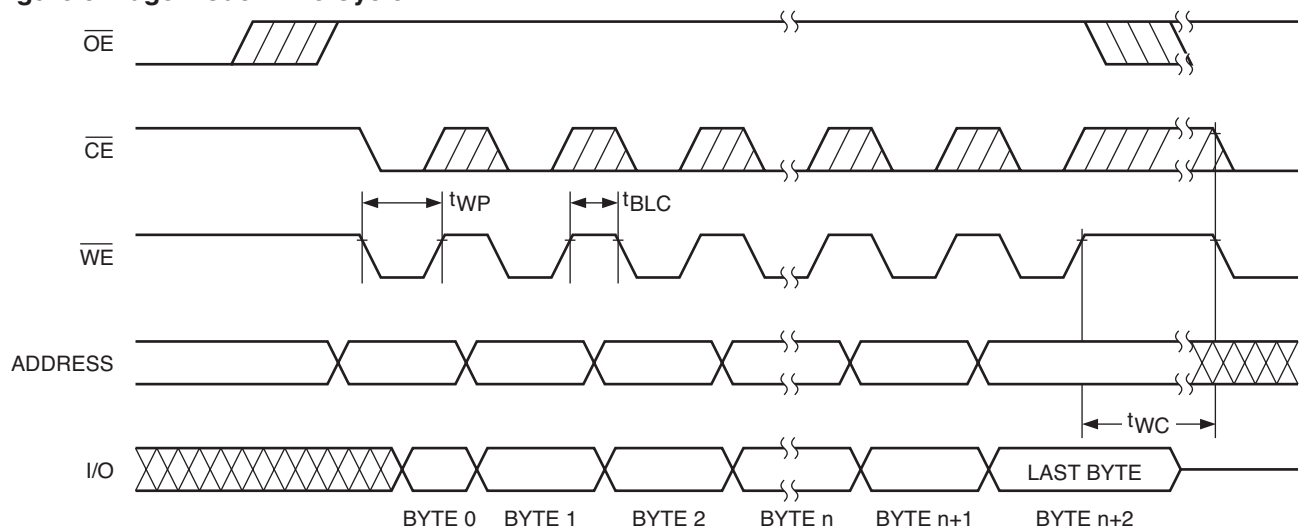 OE
CE
tWP
tBLC
WE
ADDRESS
tWC
I/O
LAST BYTE
BYTE 0 BYTE 1 BYTE 2 BYTE n BYTE n+1 BYTE n+2